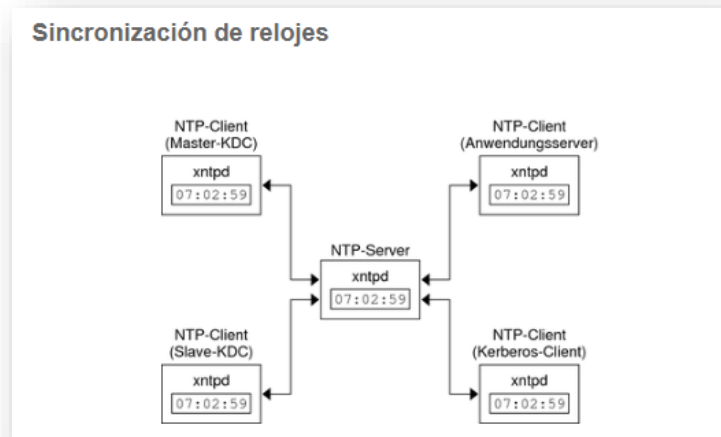 Sincronización de relojes
NTP-Client
(Master-KDC)
xntpd
07:02:59
NTP-Client
(Anwendungsserver)
xntpd
07:02:59
NTP-Server
xntpd
07:02:59
NTP-Client
(Slave-KDC)
xntpd
07:02:59
NTP-Client
(Kerberos-Client)
xntpd
07:02:59